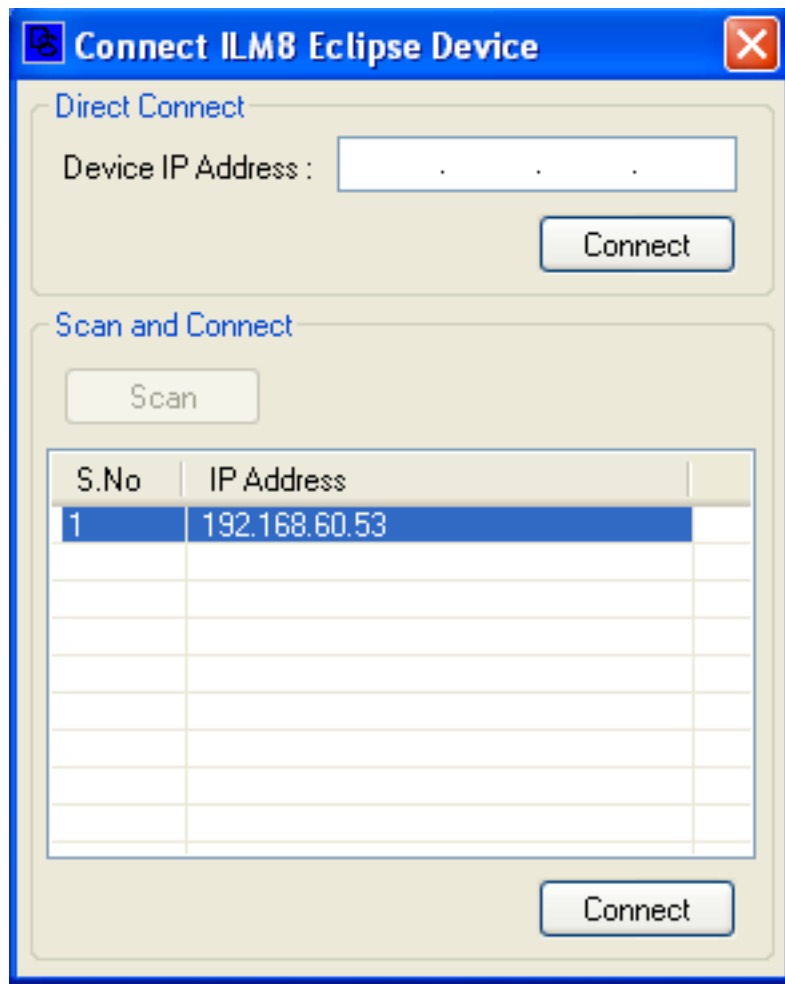 Connect ILM8 Eclipse Device
Direct Connect
Device IP Address : . . .
Connect
Scan and Connect
Scan
S.No IP Address
1 192.168.60.53
Connect